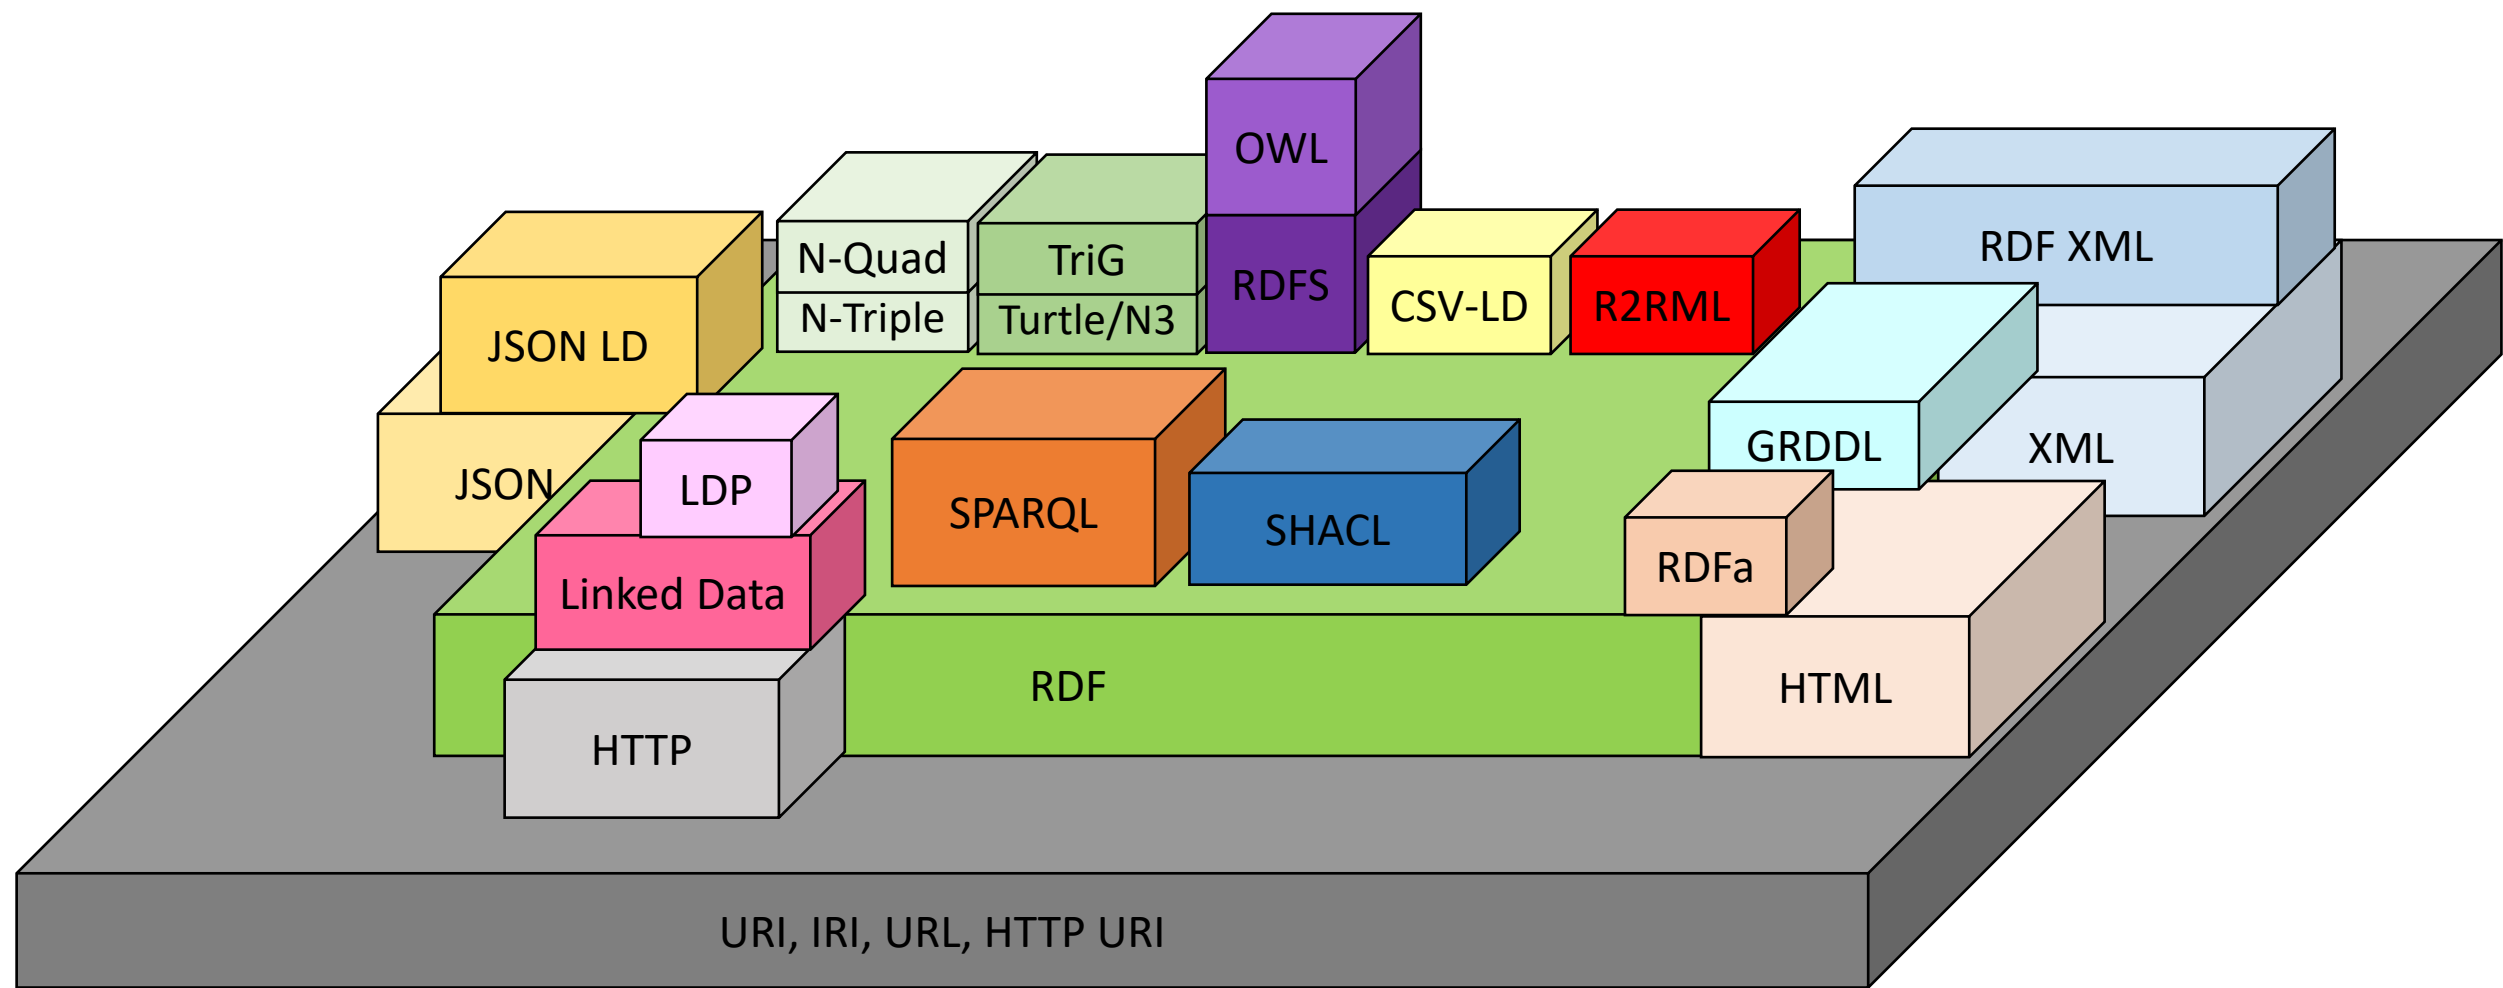 OWL
N-Quad
TriG
RDF XML
RDFS
N-Triple
Turtle/N3
CSV-LD
R2RML
JSON LD
GRDDL
XML
JSON
LDP
SPARQL
SHACL
RDFa
Linked Data
RDF
HTML
HTTP
URI, IRI, URL, HTTP URI